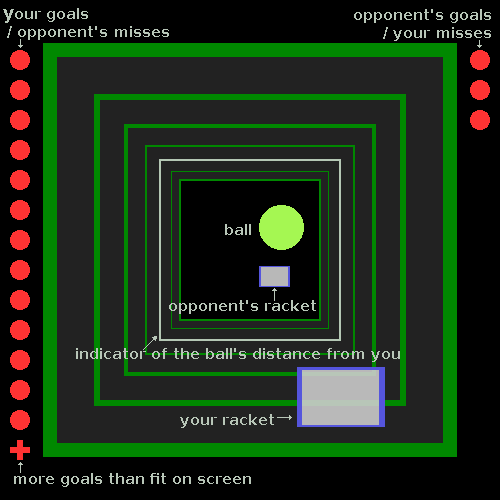 your goals
/ opponent's misses
opponent's goals
/ your misses
ball
opponent's racket
indicator of the ball's distance from you
your racket
more goals than fit on screen